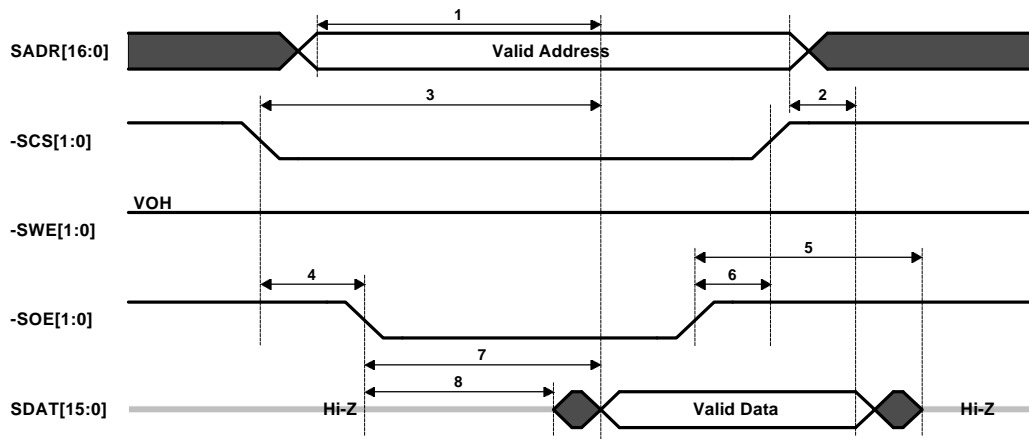 1
SADR[16:0]
Valid Address
3
2
-SCS[1:0]
VOH
-SWE[1:0]
5
4
6
-SOE[1:0]
7
8
SDAT[15:0]
Hi-Z
Valid Data
Hi-Z